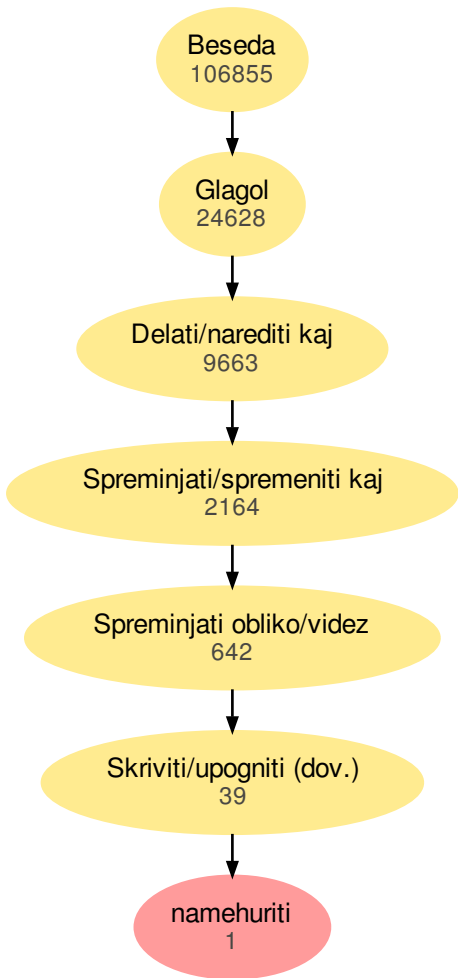 Beseda
106855
Glagol
24628
Delati/narediti kaj
9663
Spreminjati/spremeniti kaj
2164
Spreminjati obliko/videz
642
Skriviti/upogniti (dov.)
39
namehuriti
1